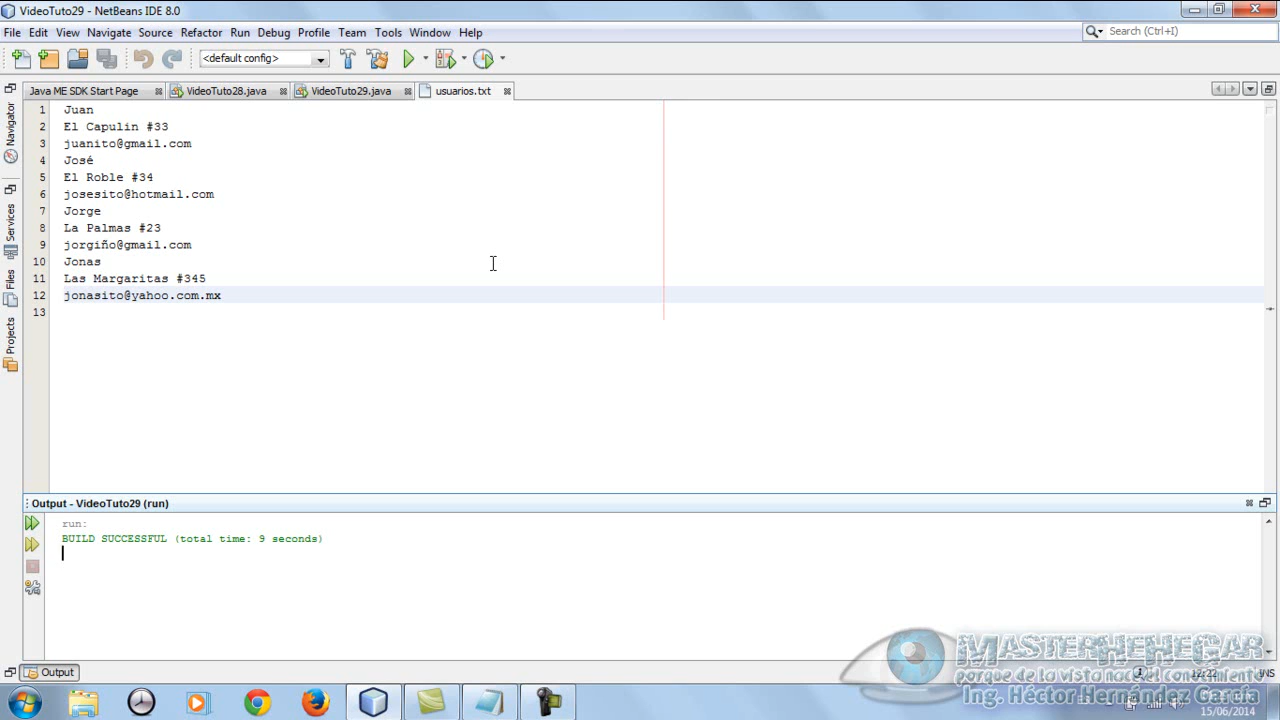 VideoTuto29 - NetBeans IDE 8.0
File Edit View Navigate Source Refactor Run Debug Profile Team Tools Window Help
Search (Ctrl+I)
<default config>
Java ME SDK Start Page VideoTuto28.java VideoTuto29.java usuarios.txt
Navigator
Services
Files
Projects
1 Juan
2 El Capulin #33
3 juanito@gmail.com
4 José
5 El Roble #34
6 josesito@hotmail.com
7 Jorge
8 La Palmas #23
9 jorgiño@gmail.com
10 Jonas
11 Las Margaritas #345
12 jonasito@yahoo.com.mx
13
Output - VideoTuto29 (run)
run:
BUILD SUCCESSFUL (total time: 9 seconds)
MASTERHEHEGAR
porque de la vista nace el conocimiento
Ing. Héctor Hernández García
Output
12:22
INS
15/06/2014